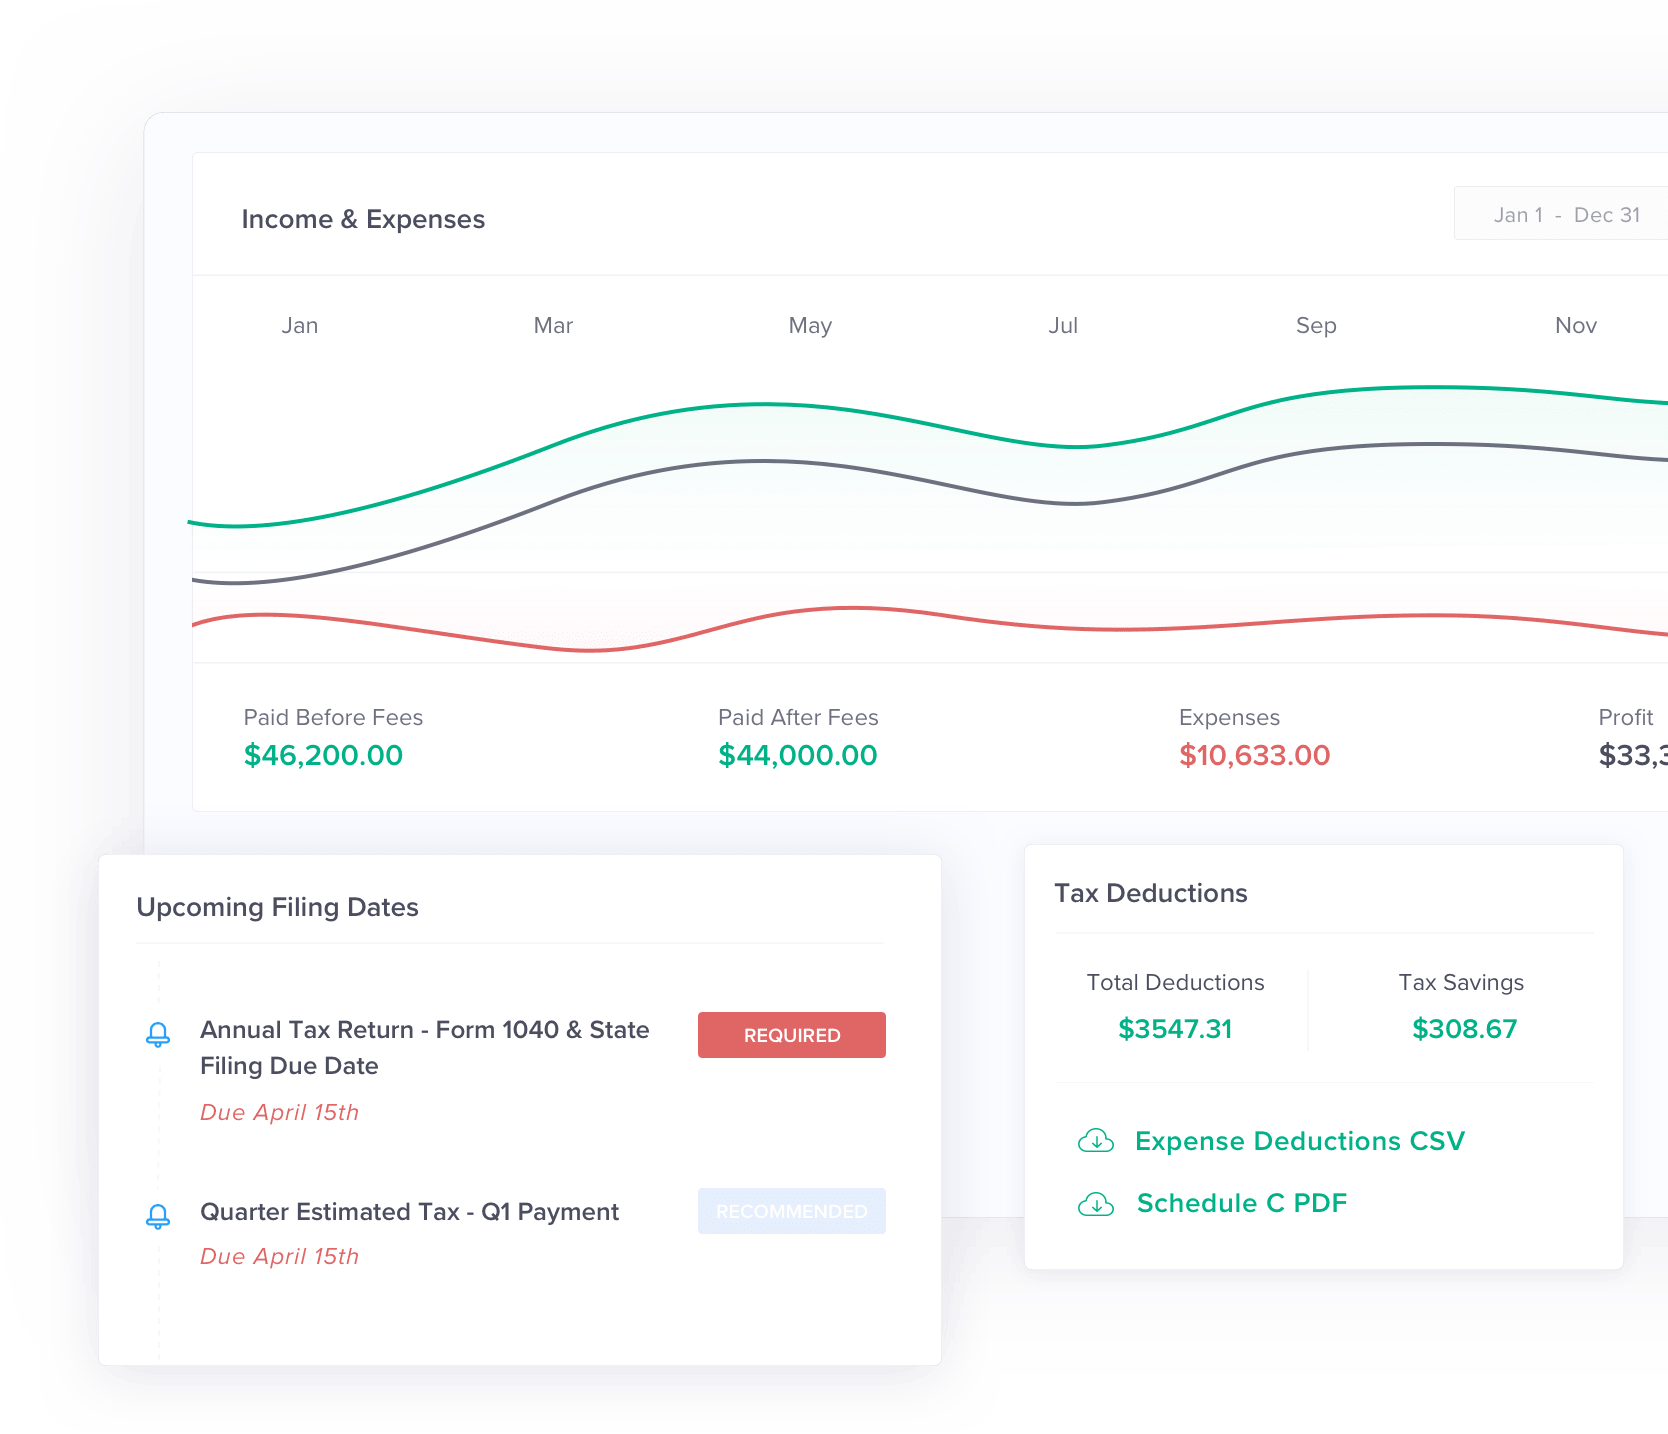 Income & Expenses
Jan 1 - Dec 31
Jan Mar May Jul Sep Nov
Paid Before Fees Paid After Fees Expenses Profit
$46,200.00 $44,000.00 $10,633.00 $33,3
Upcoming Filing Dates
Annual Tax Return - Form 1040 & State
Filing Due Date
REQUIRED
Due April 15th
Quarter Estimated Tax - Q1 Payment
RECOMMENDED
Due April 15th
Tax Deductions
Total Deductions Tax Savings
$3547.31 $308.67
Expense Deductions CSV
Schedule C PDF